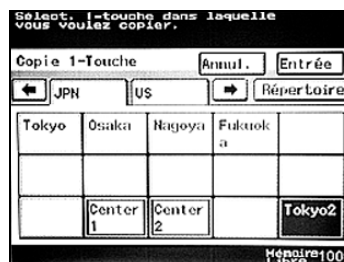 Sélect. 1-touche dans laquelle
vous voulez copier.
Copie 1-Touche
Annul.
Entrée
JPN
US
Répertoire
Tokyo
Osaka
Nagoya
Fukuok
a
Center
1
Center
2
Tokyo2
Mémoire 100
Libre